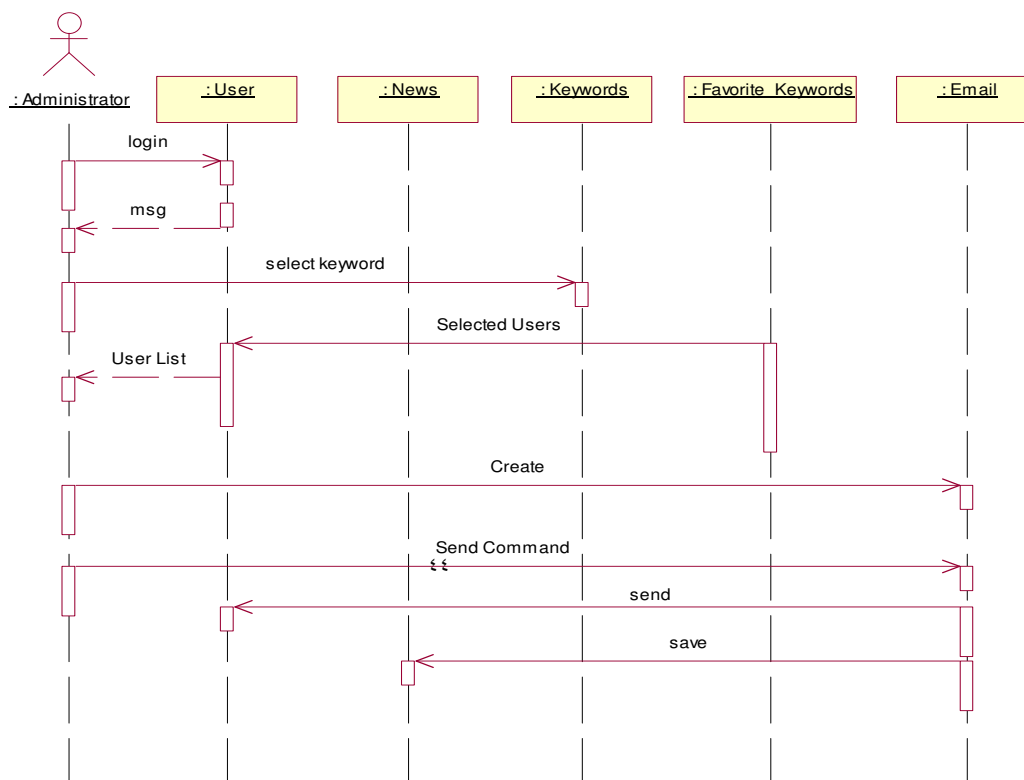 : Administrator
: User
: News
: Keywords
: Favorite_Keywords
: Email
login
msg
select keyword
Selected Users
User List
Create
Send Command
send
save